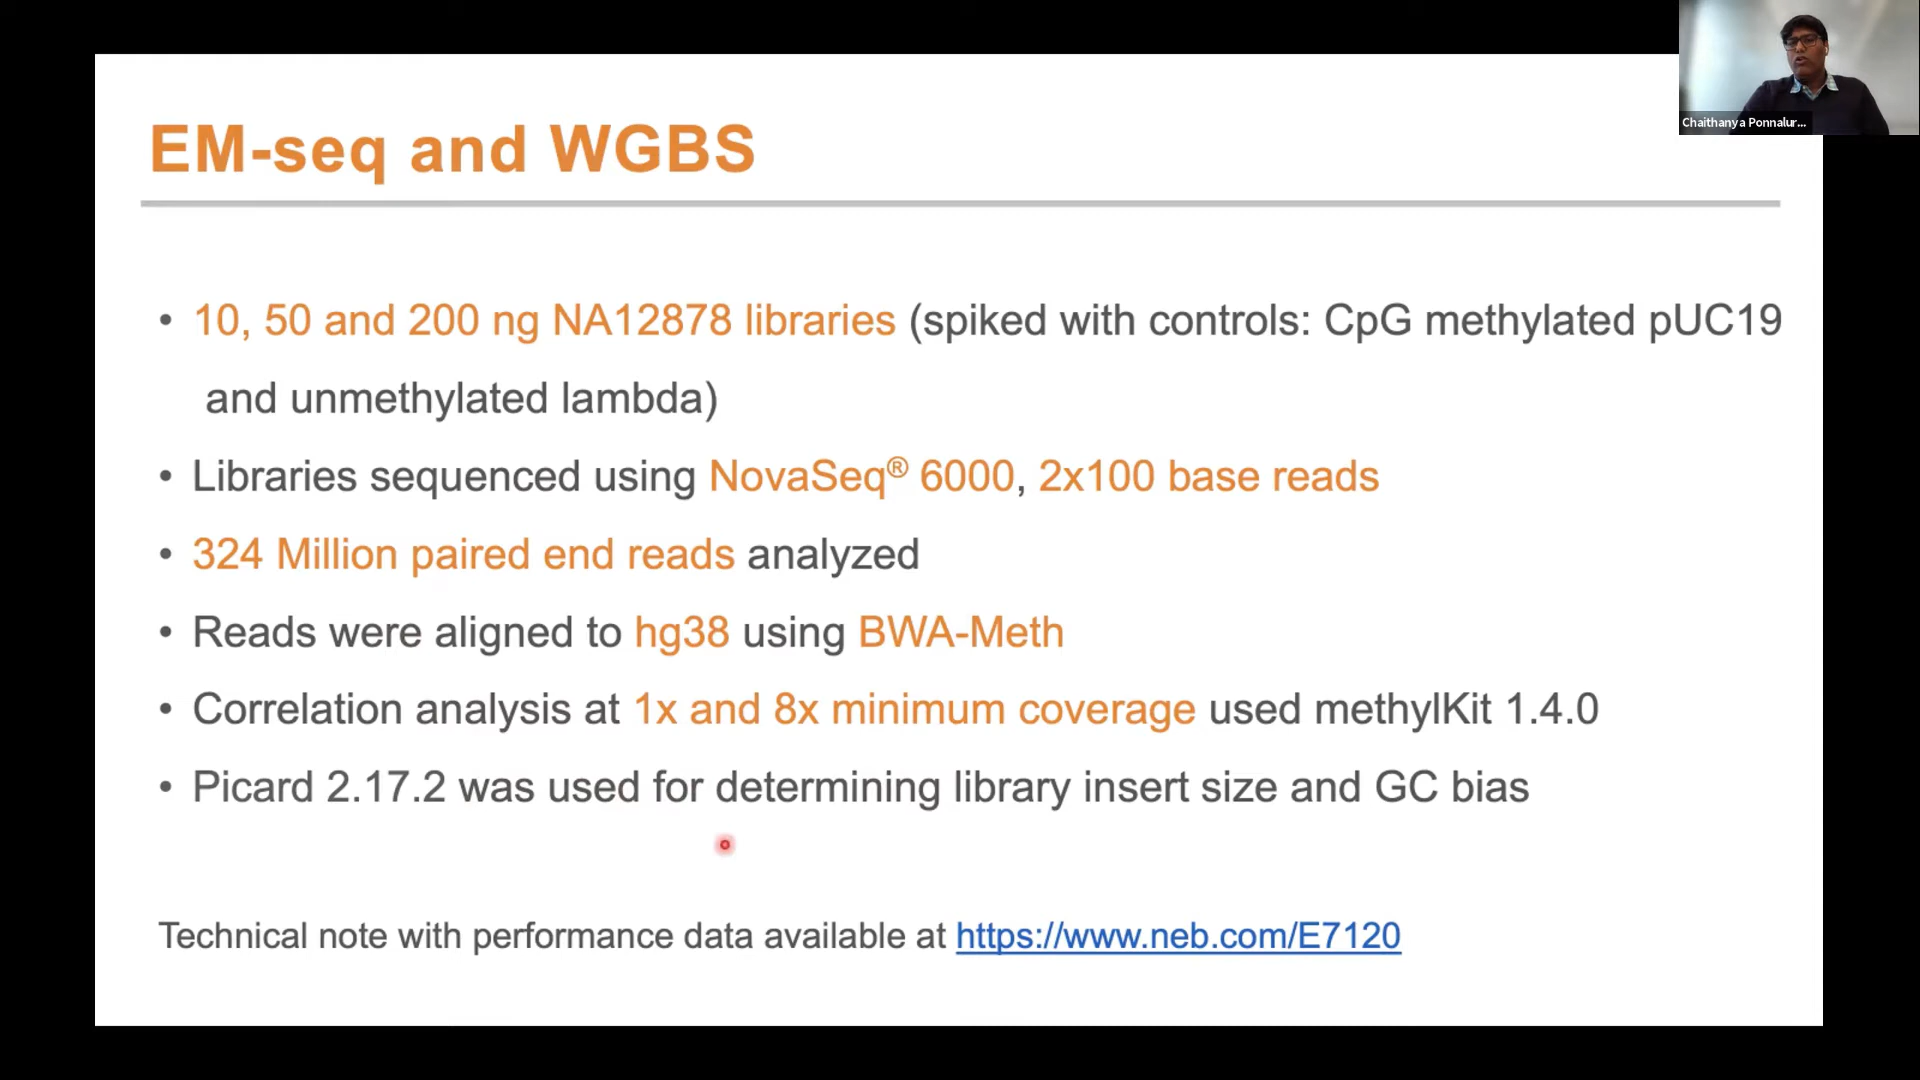 EM-seq and WGBS
Chaithanya Ponnalur...
• 10, 50 and 200 ng NA12878 libraries (spiked with controls: CpG methylated pUC19
and unmethylated lambda)
• Libraries sequenced using NovaSeq® 6000, 2x100 base reads
• 324 Million paired end reads analyzed
• Reads were aligned to hg38 using BWA-Meth
• Correlation analysis at 1x and 8x minimum coverage used methylKit 1.4.0
• Picard 2.17.2 was used for determining library insert size and GC bias
Technical note with performance data available at https://www.neb.com/E7120